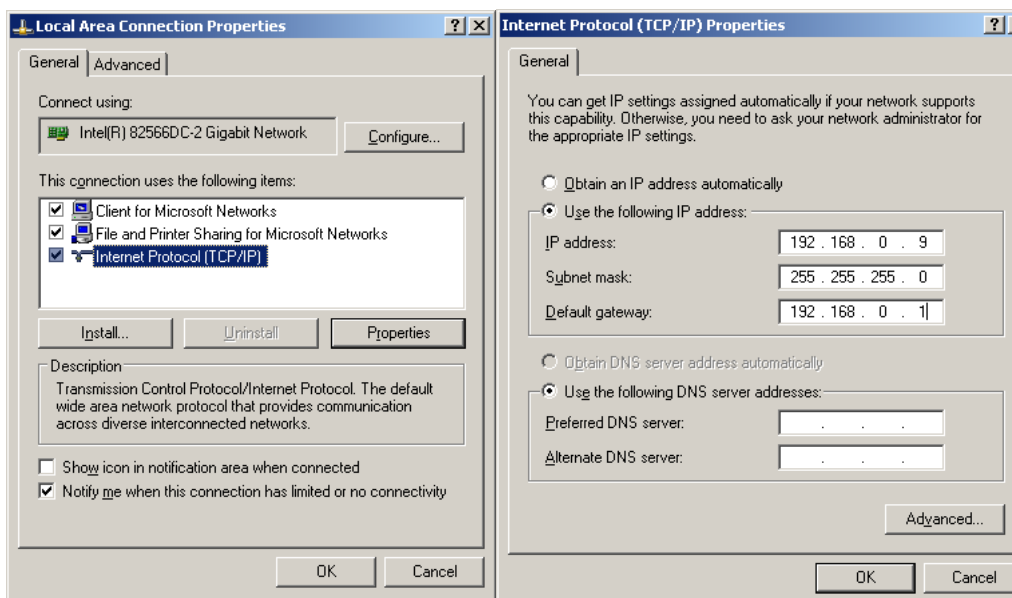 Local Area Connection Properties
General
Advanced
Connect using:
Intel(R) 82566DC-2 Gigabit Network
Configure...
This connection uses the following items:
Client for Microsoft Networks
File and Printer Sharing for Microsoft Networks
Internet Protocol (TCP/IP)
Install...
Uninstall
Properties
Description
Transmission Control Protocol/Internet Protocol. The default
wide area network protocol that provides communication
across diverse interconnected networks.
Show icon in notification area when connected
Notify me when this connection has limited or no connectivity
OK
Cancel
Internet Protocol (TCP/IP) Properties
General
You can get IP settings assigned automatically if your network supports
this capability. Otherwise, you need to ask your network administrator for
the appropriate IP settings.
Obtain an IP address automatically
Use the following IP address:
IP address: 192 . 168 . 0 . 9
Subnet mask: 255 . 255 . 255 . 0
Default gateway: 192 . 168 . 0 . 1
Obtain DNS server address automatically
Use the following DNS server addresses:
Preferred DNS server: . . .
Alternate DNS server: . . .
Advanced...
OK
Cancel